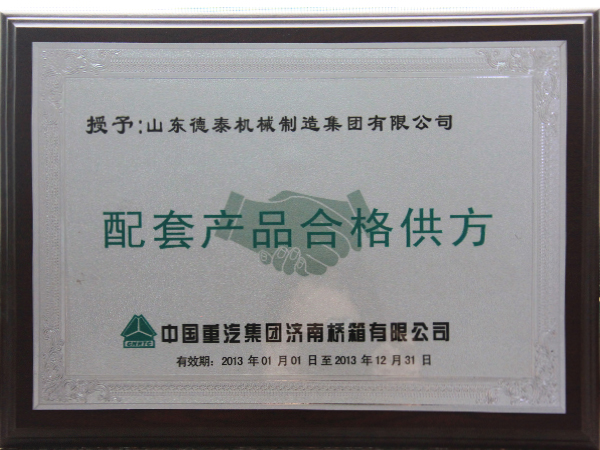 授予:山东德泰机械制造集团有限公司
配套产品合格供方
CNHTC
中国重汽集团济南桥箱有限公司
有效期: 2013 年 01 月 01 日至 2013 年 12 月 31 日